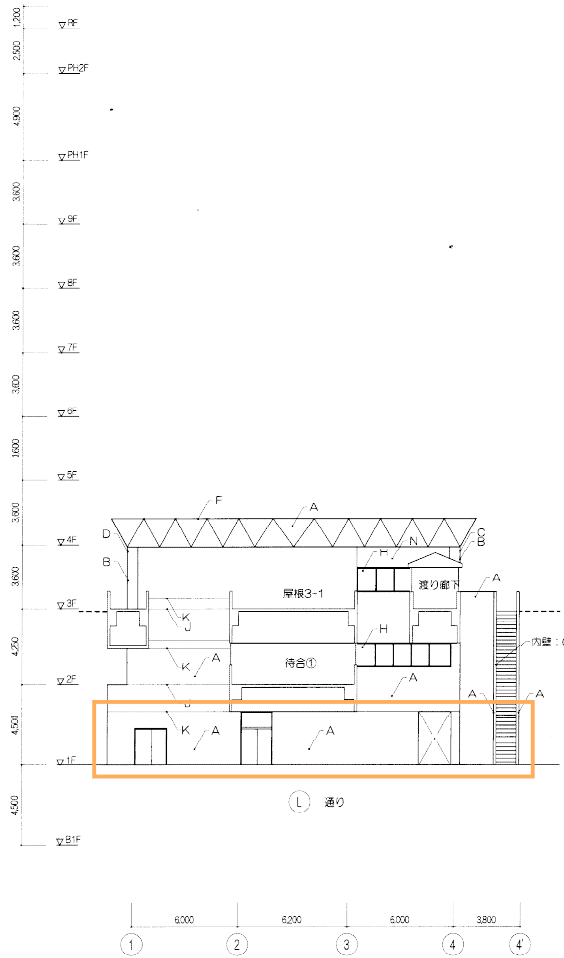 1,200
▽ RF
2,500
▽ PH2F
4,900
▽ PH1F
3,600
▽ 9F
3,600
▽ 8F
3,600
▽ 7F
3,600
▽ 6F
3,600
▽ 5F
3,600
▽ 4F
3,600
▽ 3F
4,250
▽ 2F
4,500
▽ 1F
4,500
▽ B1F
F
A
D
C
B
H
N
B
渡り廊下
A
屋根3-1
K
J
H
内壁：
K
A
待合①
J
A
A
A
K
A
A
L 通り
6,000
6,200
6,000
3,800
1
2
3
4
4'